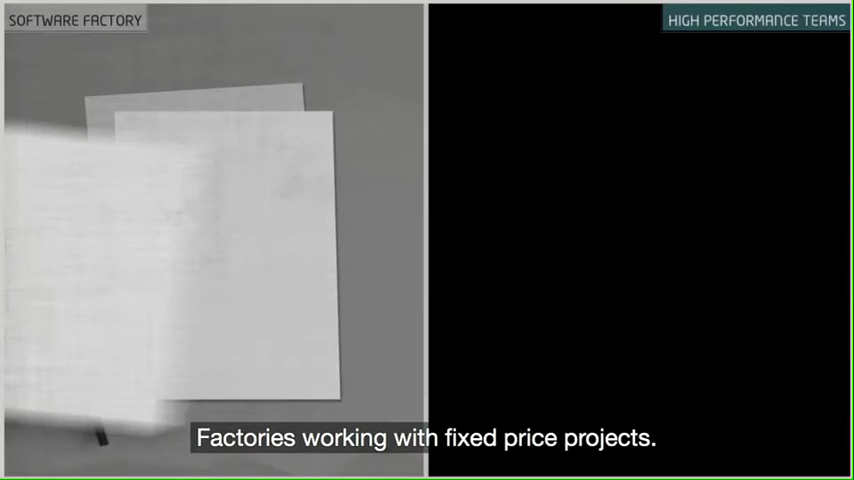 SOFTWARE FACTORY
HIGH PERFORMANCE TEAMS
Factories working with fixed price projects.